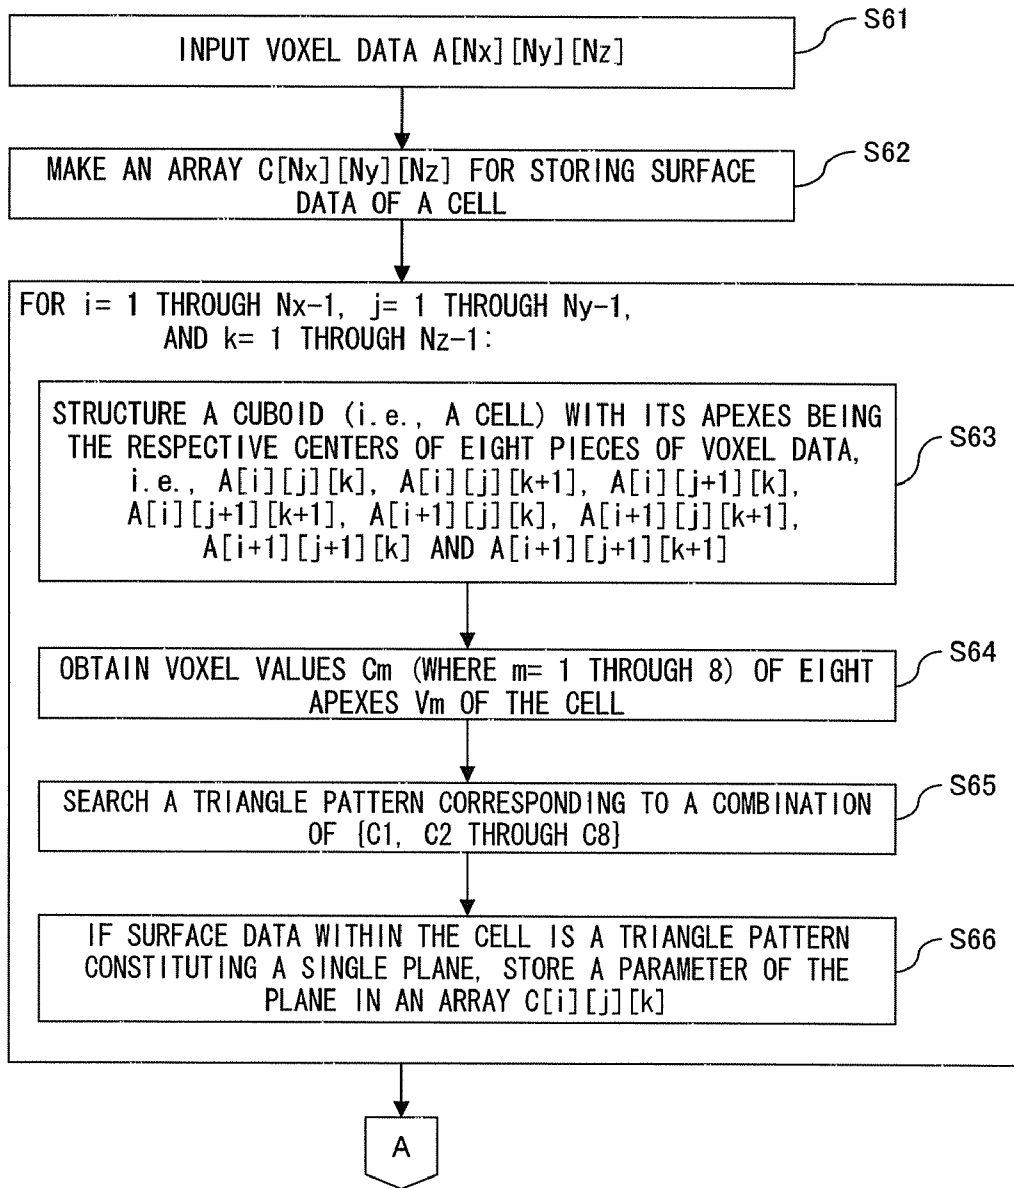 S61
INPUT VOXEL DATA A[Nx][Ny][Nz]
S62
MAKE AN ARRAY C[Nx][Ny][Nz] FOR STORING SURFACE
DATA OF A CELL
FOR i= 1 THROUGH Nx-1, j= 1 THROUGH Ny-1,
AND k= 1 THROUGH Nz-1:
STRUCTURE A CUBOID (i.e., A CELL) WITH ITS APEXES BEING
THE RESPECTIVE CENTERS OF EIGHT PIECES OF VOXEL DATA,
i.e., A[i][j][k], A[i][j][k+1], A[i][j+1][k],
A[i][j+1][k+1], A[i+1][j][k], A[i+1][j][k+1],
A[i+1][j+1][k] AND A[i+1][j+1][k+1]
S63
OBTAIN VOXEL VALUES Cm (WHERE m= 1 THROUGH 8) OF EIGHT
APEXES Vm OF THE CELL
S64
SEARCH A TRIANGLE PATTERN CORRESPONDING TO A COMBINATION
OF {C1, C2 THROUGH C8}
S65
IF SURFACE DATA WITHIN THE CELL IS A TRIANGLE PATTERN
CONSTITUTING A SINGLE PLANE, STORE A PARAMETER OF THE
PLANE IN AN ARRAY C[i][j][k]
S66
A